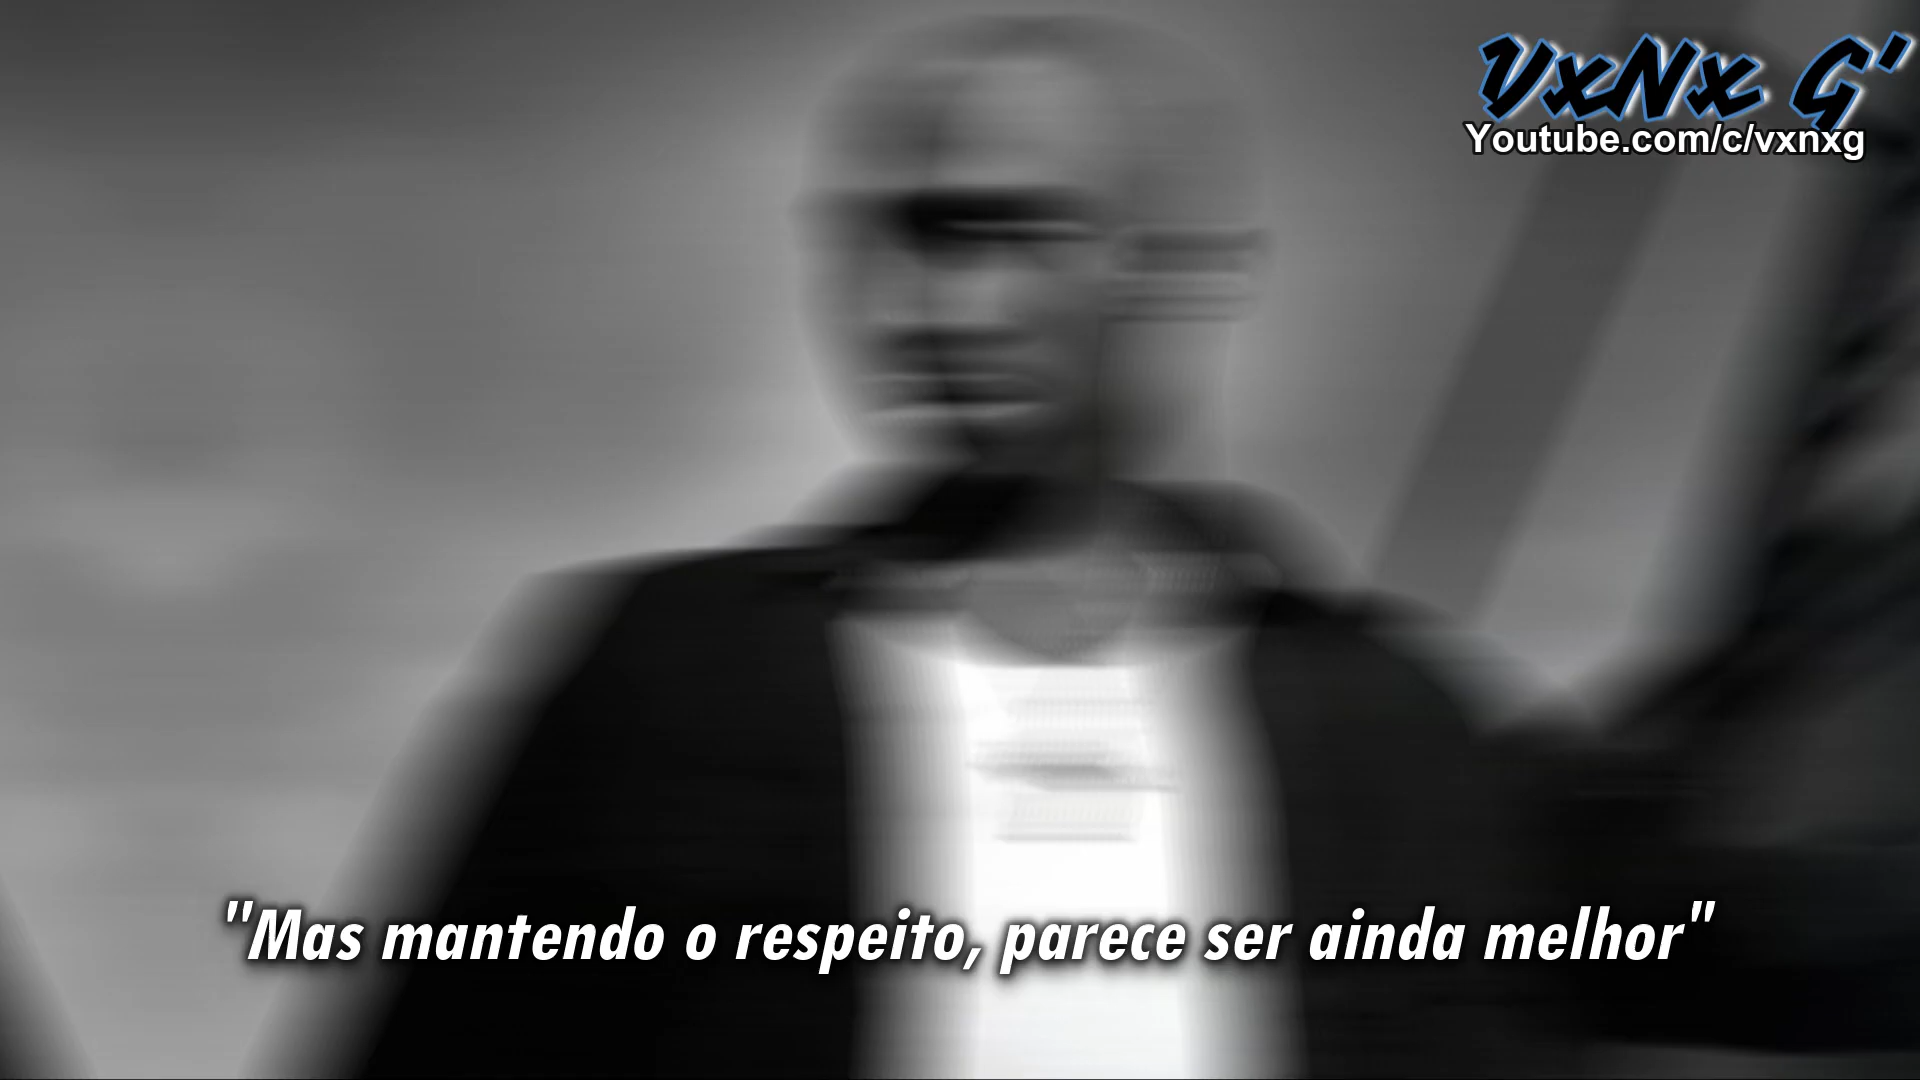 VxNx G'
Youtube.com/c/vxnxg
"Mas mantendo o respeito, parece ser ainda melhor"